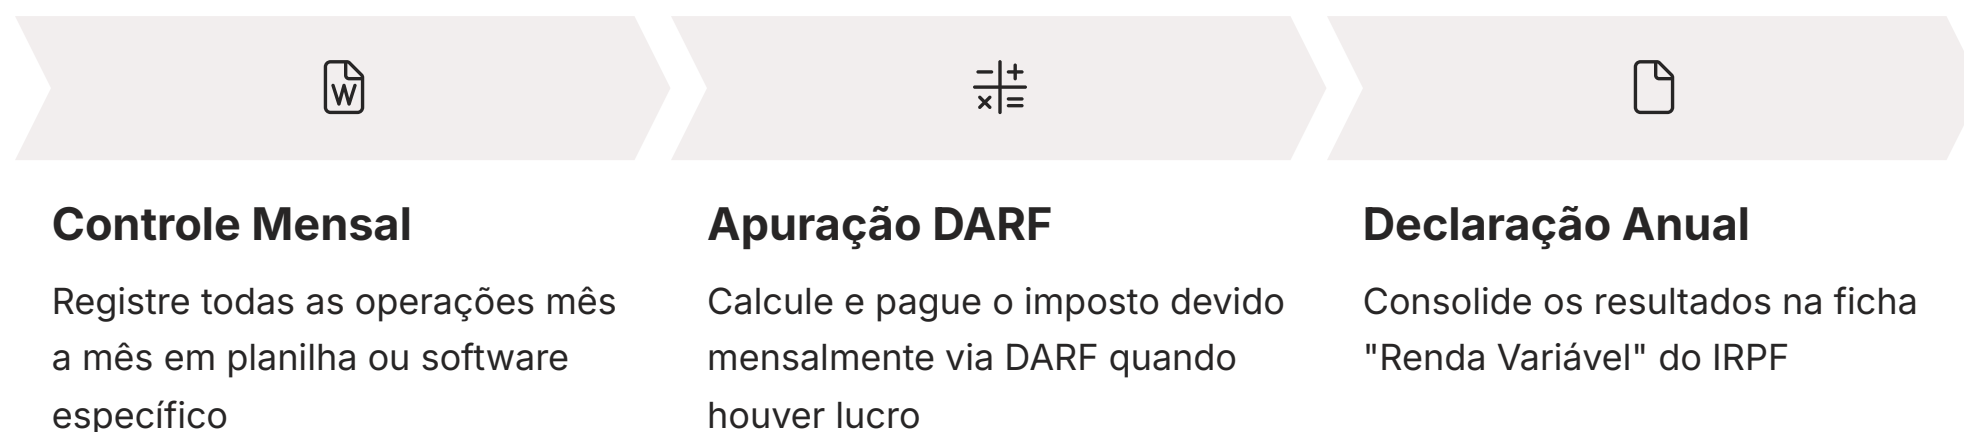 W
Controle Mensal
Registre todas as operações mês
a mês em planilha ou software
específico
Apuração DARF
Calcule e pague o imposto devido
mensalmente via DARF quando
houver lucro
Declaração Anual
Consolide os resultados na ficha
"Renda Variável" do IRPF